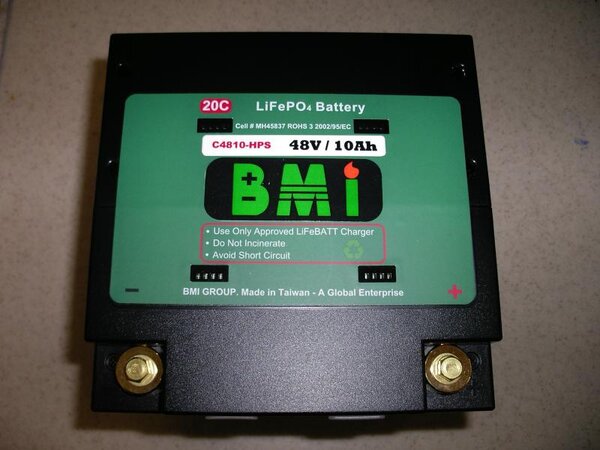 20C LiFePO4 Battery
Cell # MH45837 ROHS 3 2002/95/EC
C4810-HPS 48V / 10Ah
BMi
• Use Only Approved LiFeBATT Charger
• Do Not Incinerate
• Avoid Short Circuit
BMI GROUP. Made in Taiwan - A Global Enterprise
- +